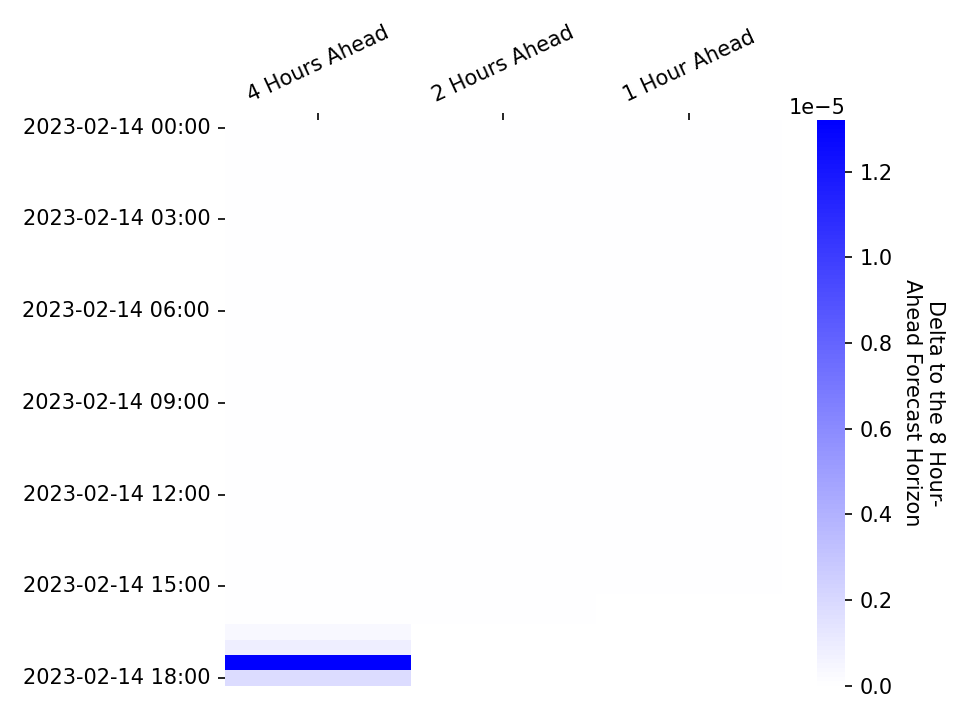 4 Hours Ahead
2 Hours Ahead
1 Hour Ahead
1e−5
2023-02-14 00:00
2023-02-14 03:00
2023-02-14 06:00
2023-02-14 09:00
2023-02-14 12:00
2023-02-14 15:00
2023-02-14 18:00
1.2
1.0
0.8
0.6
0.4
0.2
0.0
Delta to the 8 Hour-
Ahead Forecast Horizon